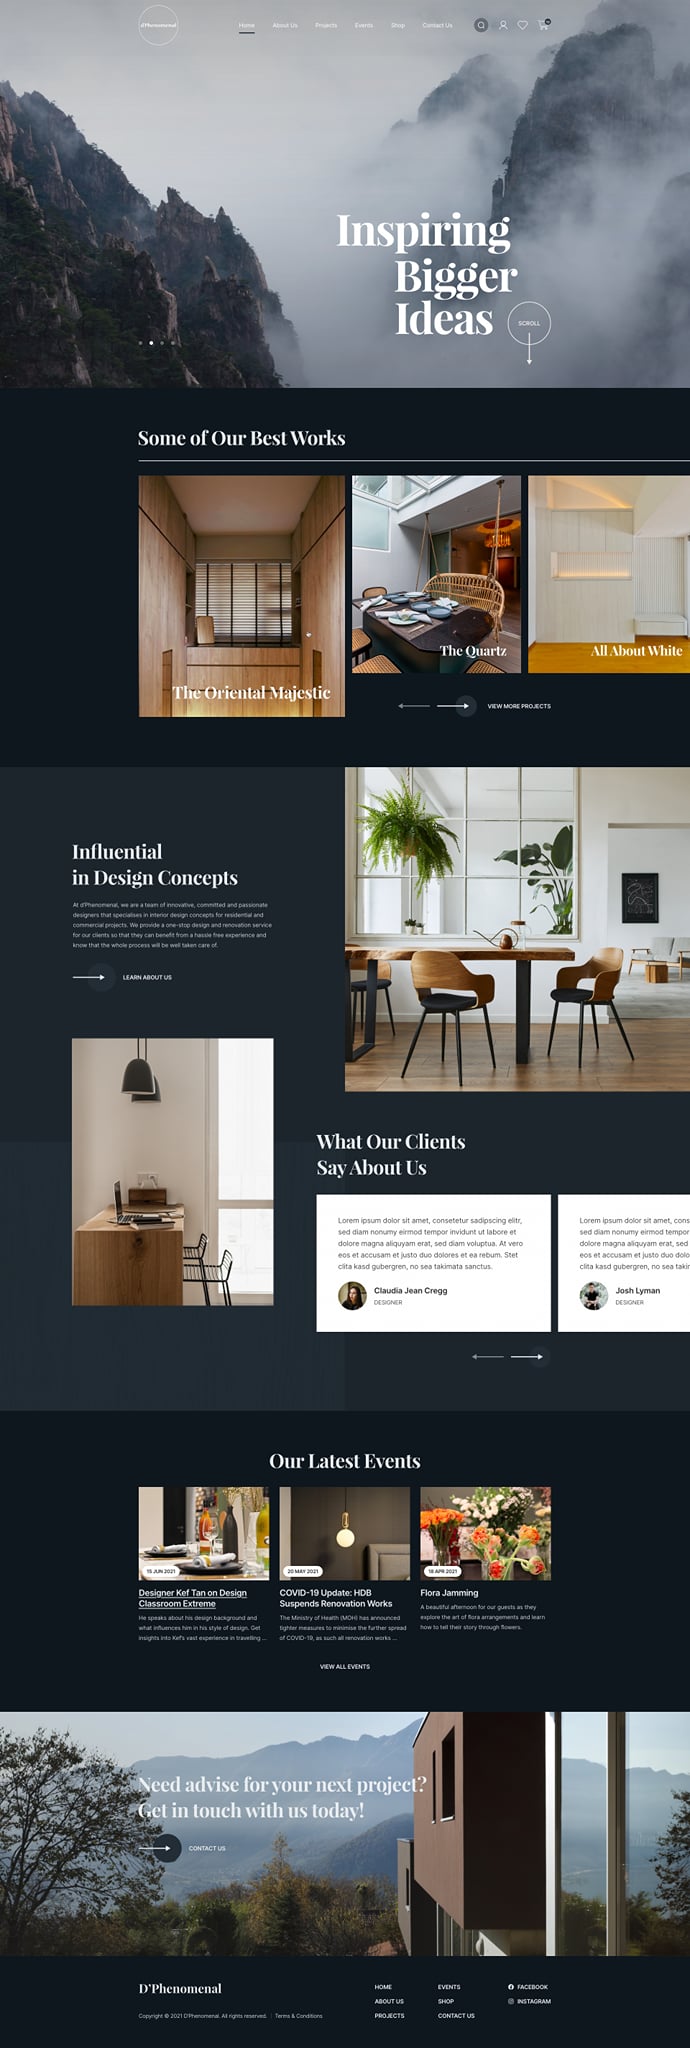 d'Phenomenal
Home
About Us
Projects
Events
Shop
Contact Us
Inspiring
Bigger
Ideas
SCROLL
Some of Our Best Works
The Oriental Majestic
The Quartz
All About White
VIEW MORE PROJECTS
Influential
in Design Concepts
At d'Phenomenal, we are a team of innovative, committed and passionate
designers that specialises in interior design concepts for residential and
commercial projects. We provide a one-stop design and renovation service
for our clients so that they can benefit from a hassle free experience and
know that the whole process will be well taken care of.
LEARN ABOUT US
What Our Clients
Say About Us
Lorem ipsum dolor sit amet, consetetur sadipscing elitr,
sed diam nonumy eirmod tempor invidunt ut labore et
dolore magna aliquyam erat, sed diam voluptua. At vero
eos et accusam et justo duo dolores et ea rebum. Stet
clita kasd gubergren, no sea takimata sanctus.
Claudia Jean Cregg
DESIGNER
Lorem ipsum dolor sit amet, cons
sed diam nonumy eirmod tempor
dolore magna aliquyam erat, sed
eos et accusam et justo duo dolo
clita kasd gubergren, no sea takin
Josh Lyman
DESIGNER
Our Latest Events
15 JUN 2021
Designer Kef Tan on Design
Classroom Extreme
He speaks about his design background and
what influences him in his style of design. Get
insights into Kef's vast experience in travelling ...
20 MAY 2021
COVID-19 Update: HDB
Suspends Renovation Works
The Ministry of Health (MOH) has announced
tighter measures to minimise the further spread
of COVID-19, as such all renovation works ...
18 APR 2021
Flora Jamming
A beautiful afternoon for our guests as they
explore the art of flora arrangements and learn
how to tell their story through flowers.
VIEW ALL EVENTS
Need advise for your next project?
Get in touch with us today!
CONTACT US
D'Phenomenal
Copyright © 2021 D'Phenomenal. All rights reserved. | Terms & Conditions
HOME
ABOUT US
PROJECTS
EVENTS
SHOP
CONTACT US
FACEBOOK
INSTAGRAM